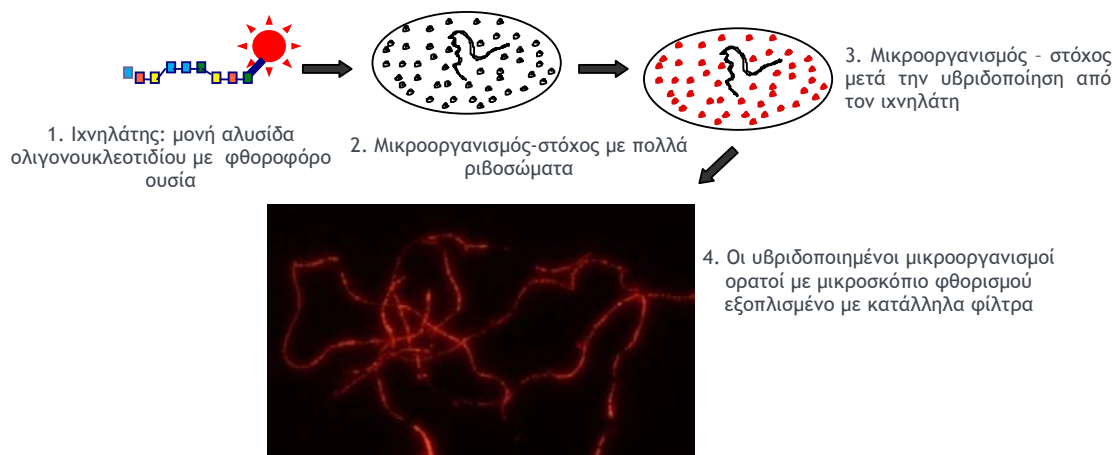 1. Ιχνηλάτης: μονή αλυσίδα
ολιγονουκλεοτιδίου με φθοροφόρο
ουσία
2. Μικροοργανισμός-στόχος με πολλά
ριβοσώματα
3. Μικροοργανισμός - στόχος
μετά την υβριδοποίηση από
τον ιχνηλάτη
4. Οι υβριδοποιημένοι μικροοργανισμοί
ορατοί με μικροσκόπιο φθορισμού
εξοπλισμένο με κατάλληλα φίλτρα